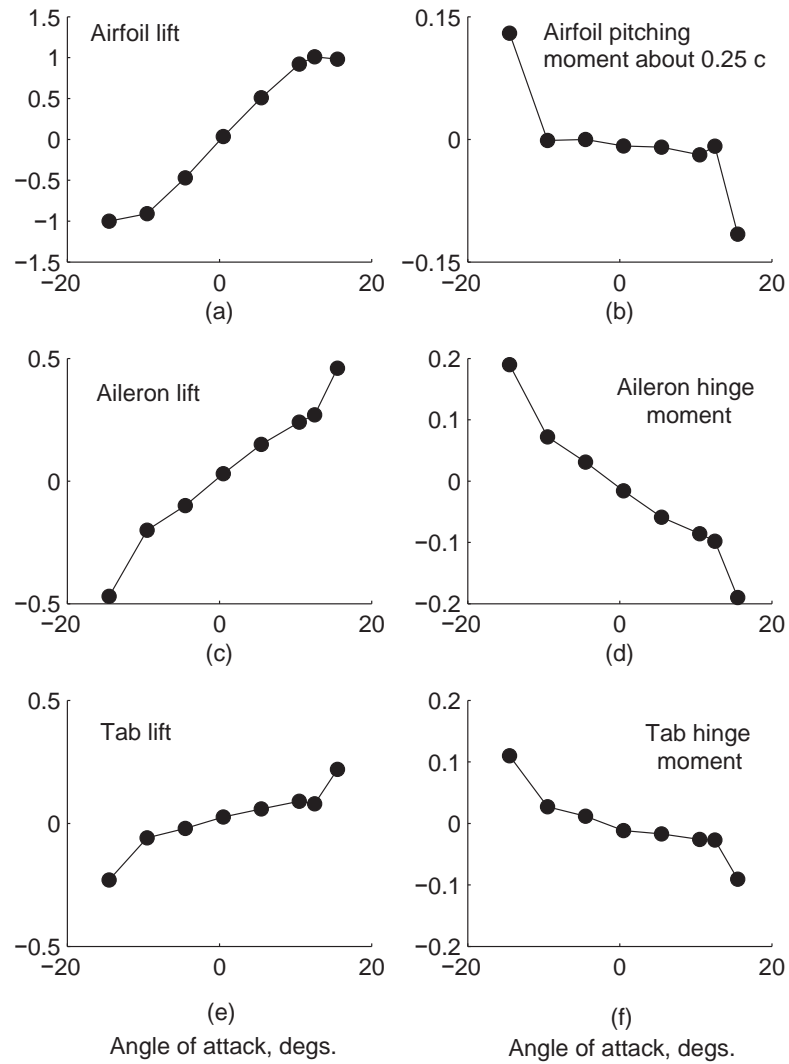 Airfoil lift
1.5
1
0.5
0
−0.5
−1
−1.5
−20
0
20
(a)
Airfoil pitching
moment about 0.25 c
0.15
0
−0.15
−20
0
20
(b)
Aileron lift
0.5
0
−0.5
−20
0
20
(c)
Aileron hinge
moment
0.2
0.1
0
−0.1
−0.2
−20
0
20
(d)
Tab lift
0.5
0
−0.5
−20
0
20
(e)
Angle of attack, degs.
Tab hinge
moment
0.2
0.1
0
−0.1
−0.2
−20
0
20
(f)
Angle of attack, degs.